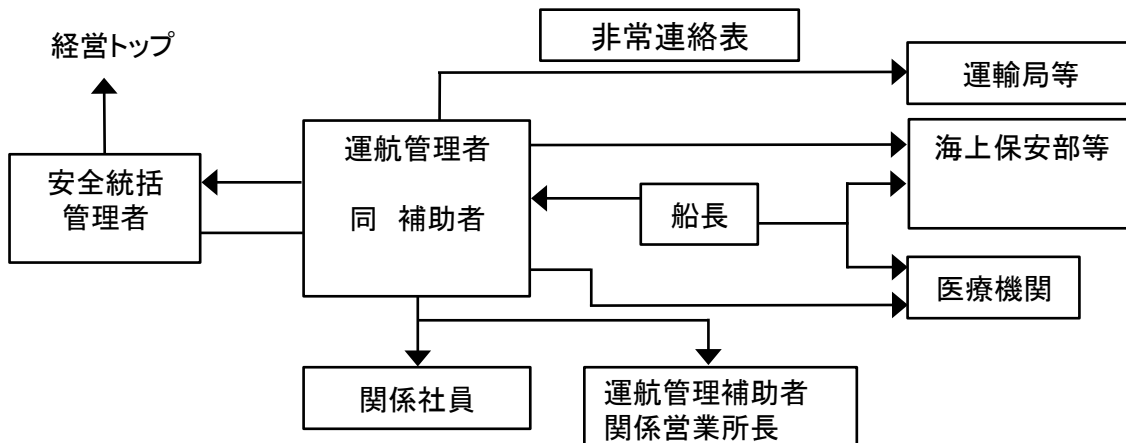 非常連絡表
経営トップ
運輸局等
運航管理者
同　補助者
海上保安部等
安全統括
管理者
船長
医療機関
関係社員
運航管理補助者
関係営業所長